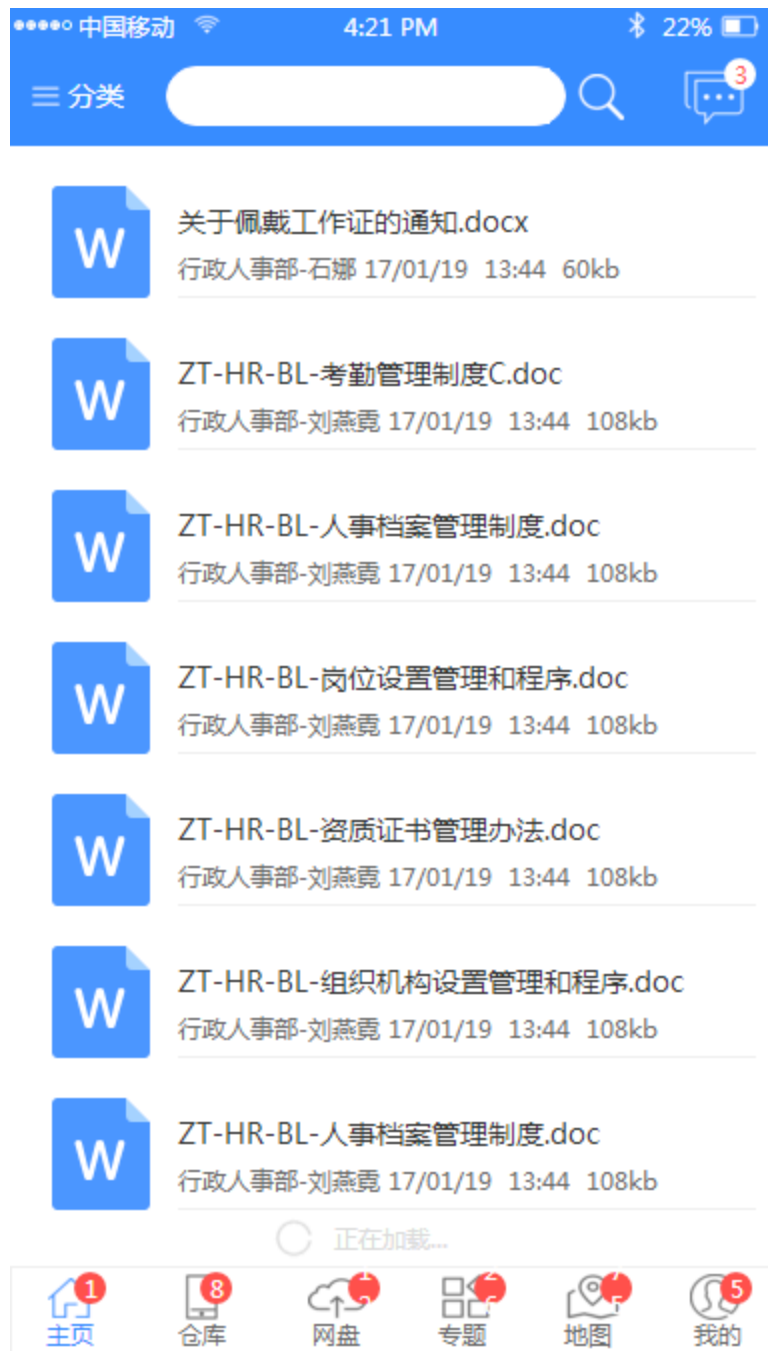 中国移动 4:21 PM 22%
分类 3
W
关于佩戴工作证的通知.docx
行政人事部-石娜 17/01/19 13:44 60kb
W
ZT-HR-BL-考勤管理制度C.doc
行政人事部-刘燕霓 17/01/19 13:44 108kb
W
ZT-HR-BL-人事档案管理制度.doc
行政人事部-刘燕霓 17/01/19 13:44 108kb
W
ZT-HR-BL-岗位设置管理和程序.doc
行政人事部-刘燕霓 17/01/19 13:44 108kb
W
ZT-HR-BL-资质证书管理办法.doc
行政人事部-刘燕霓 17/01/19 13:44 108kb
W
ZT-HR-BL-组织机构设置管理和程序.doc
行政人事部-刘燕霓 17/01/19 13:44 108kb
W
ZT-HR-BL-人事档案管理制度.doc
行政人事部-刘燕霓 17/01/19 13:44 108kb
正在加载...
1 8 5
主页 仓库 网盘 专题 地图 我的